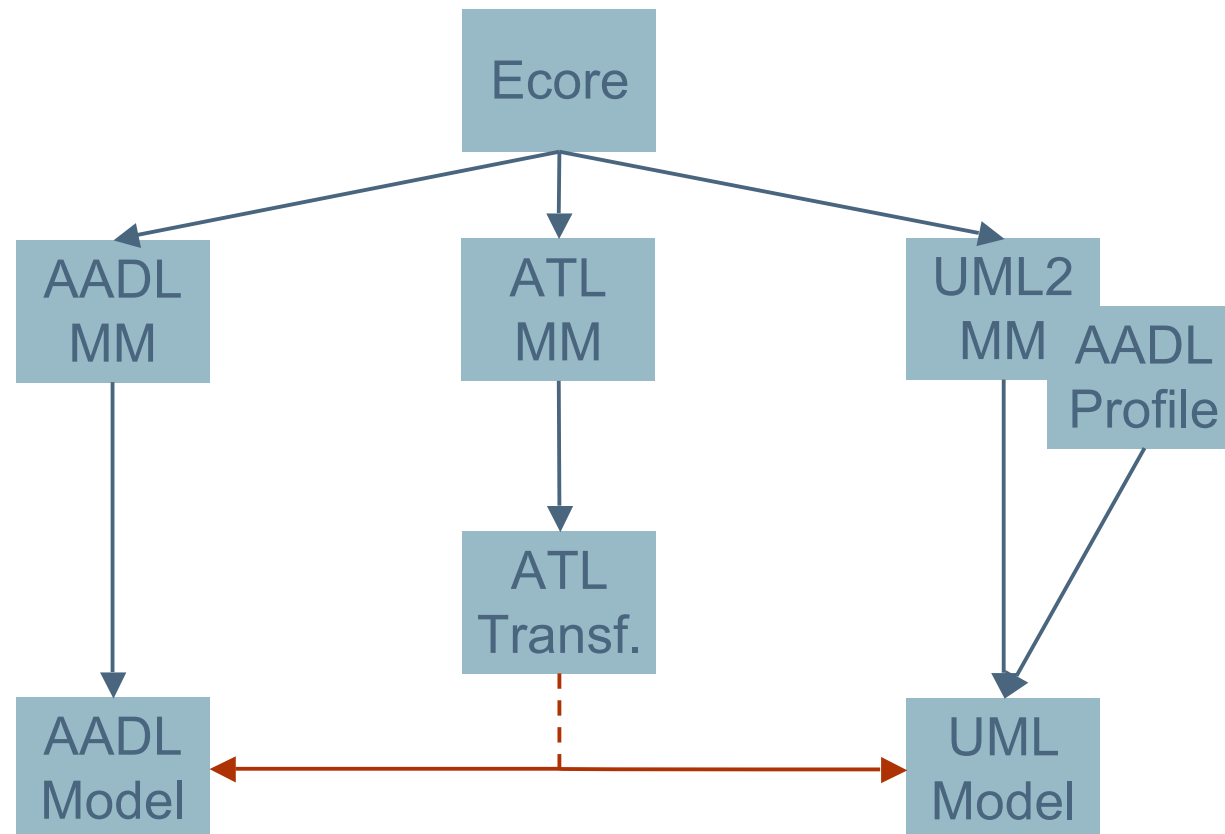 Ecore
AADL
MM
ATL
MM
UML2
MM
AADL
Profile
ATL
Transf.
AADL
Model
UML
Model